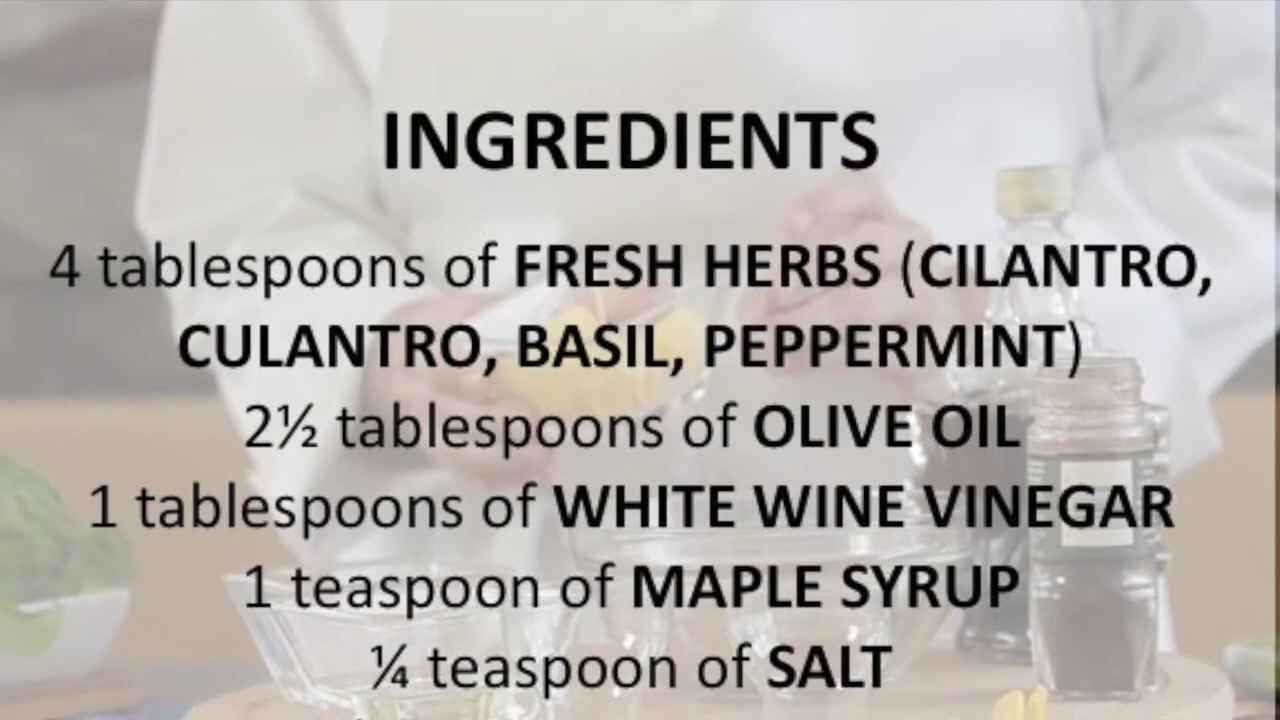 INGREDIENTS
4 tablespoons of FRESH HERBS (CILANTRO,
CULANTRO, BASIL, PEPPERMINT)
2½ tablespoons of OLIVE OIL
1 tablespoons of WHITE WINE VINEGAR
1 teaspoon of MAPLE SYRUP
¼ teaspoon of SALT